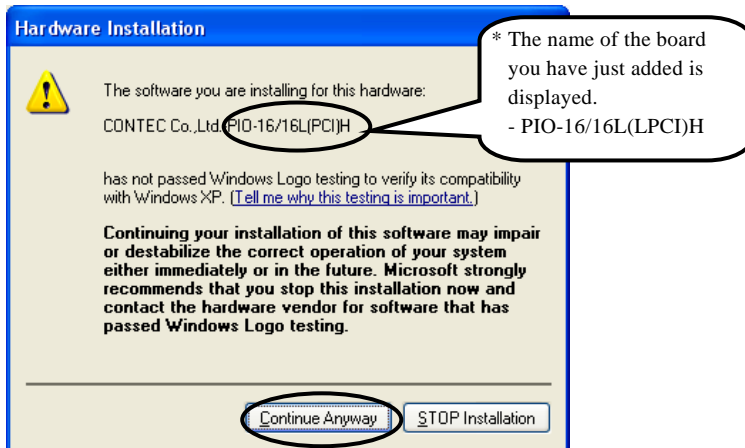 Hardware Installation
* The name of the board
you have just added is
displayed.
- PIO-16/16L(LPCI)H
The software you are installing for this hardware:
CONTEC Co.,Ltd. PIO-16/16L(PCI)H
has not passed Windows Logo testing to verify its compatibility
with Windows XP. (Tell me why this testing is important.)
Continuing your installation of this software may impair
or destabilize the correct operation of your system
either immediately or in the future. Microsoft strongly
recommends that you stop this installation now and
contact the hardware vendor for software that has
passed Windows Logo testing.
Continue Anyway
STOP Installation